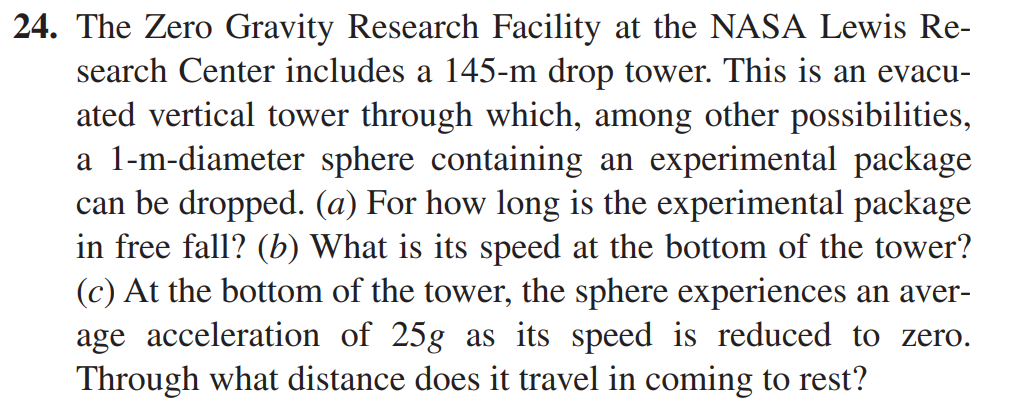 24. The Zero Gravity Research Facility at the NASA Lewis Re-
search Center includes a 145-m drop tower. This is an evacu-
ated vertical tower through which, among other possibilities,
a 1-m-diameter sphere containing an experimental package
can be dropped. (a) For how long is the experimental package
in free fall? (b) What is its speed at the bottom of the tower?
(c) At the bottom of the tower, the sphere experiences an aver-
age acceleration of 25g as its speed is reduced to zero.
Through what distance does it travel in coming to rest?